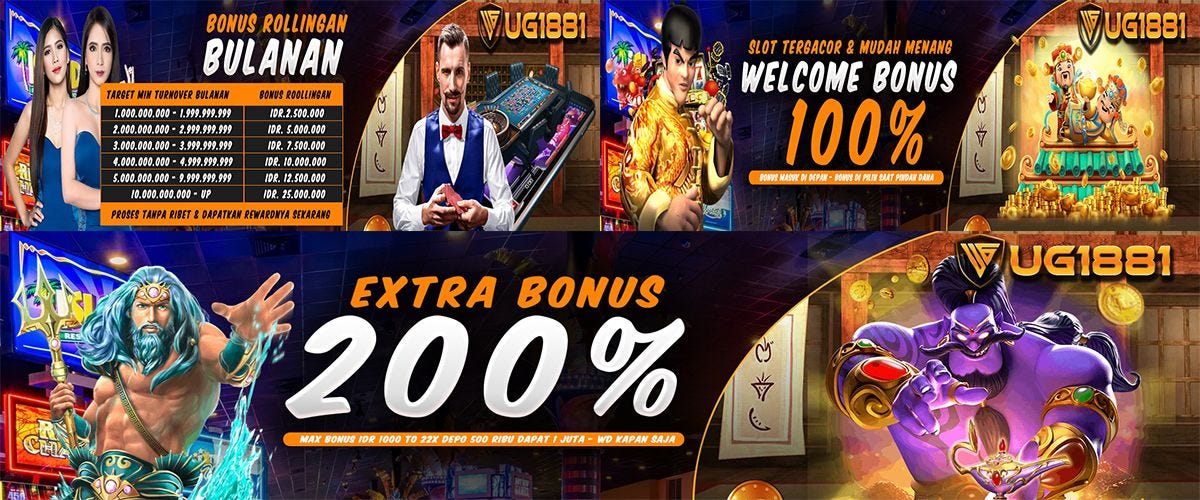 BONUS ROLLINGAN
BULANAN
TARGET MIN TURNOVER BULANAN BONUS ROOLLINGAN
1.000.000.000 - 1.999.999.999 IDR.2.500.000
2.000.000.000 - 2.999.999.999 IDR. 5.000.000
3.000.000.000 - 3.999.999.999 IDR. 7.500.000
4.000.000.000 - 4.999.999.999 IDR. 10.000.000
5.000.000.000 - 9.999.999.999 IDR. 12.500.000
10.000.000.000 - UP IDR. 25.000.000
PROSES TANPA RIBET & DAPATKAN REWARDNYA SEKARANG
UG1881
SLOT TERGACOR & MUDAH MENANG
WELCOME BONUS
100%
BONUS MASUK DI DEPAN - BONUS DI PILIH SAAT PINDAH DANA
UG1881
EXTRA BONUS
200%
MAX BONUS IDR 1000 TO 22X DEPO 500 RIBU DAPAT 1 JUTA - WD KAPAN SAJA
UG1881